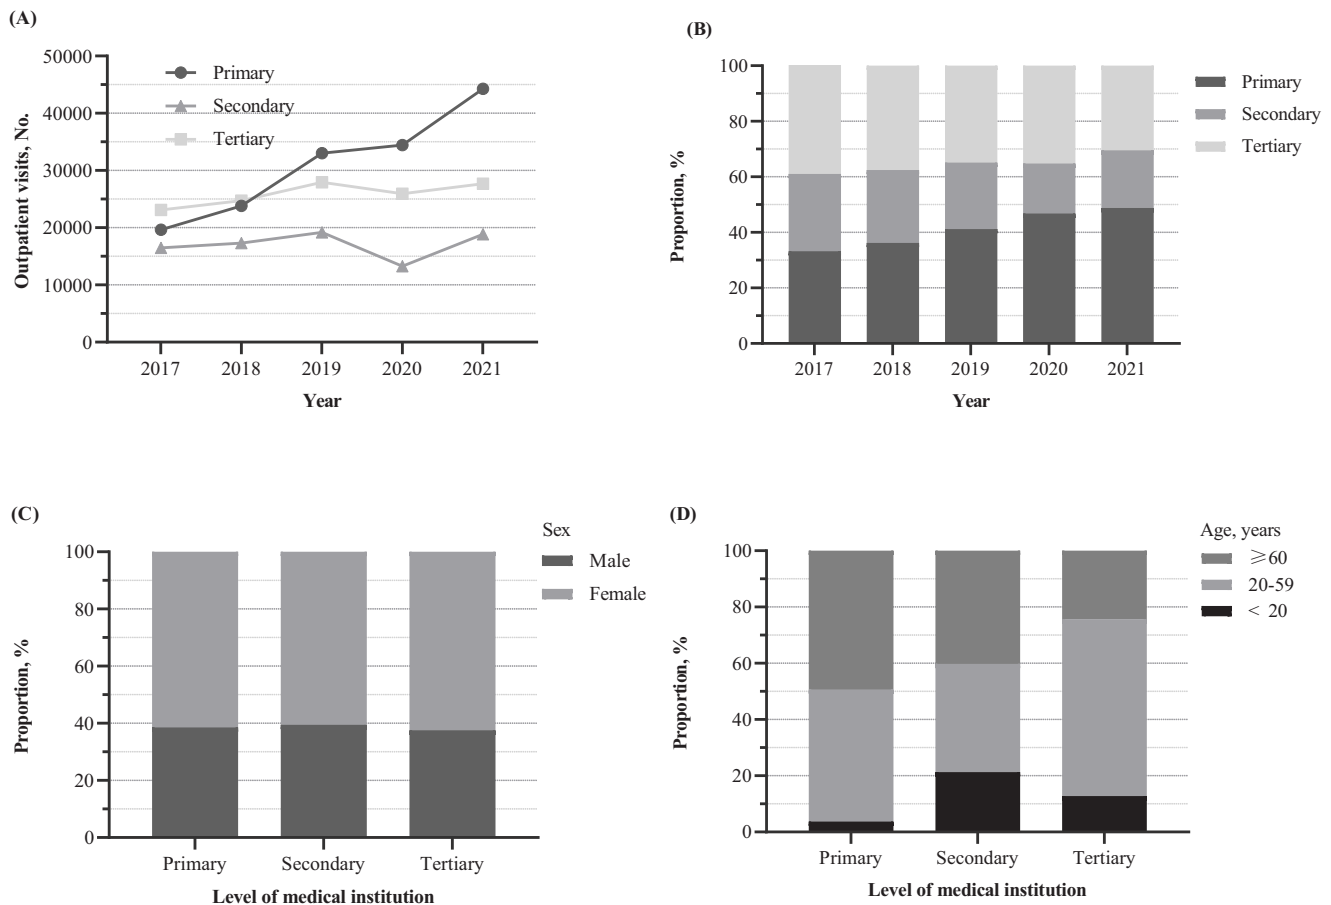 (A)
50000
40000
30000
20000
10000
0
Outpatient visits, No.
Primary
Secondary
Tertiary
2017 2018 2019 2020 2021
Year
(B)
100
80
60
40
20
0
Proportion, %
Primary
Secondary
Tertiary
2017 2018 2019 2020 2021
Year
(C)
100
80
60
40
20
0
Proportion, %
Sex
Male
Female
Primary Secondary Tertiary
Level of medical institution
(D)
100
80
60
40
20
0
Proportion, %
Age, years
⩾60
20-59
< 20
Primary Secondary Tertiary
Level of medical institution